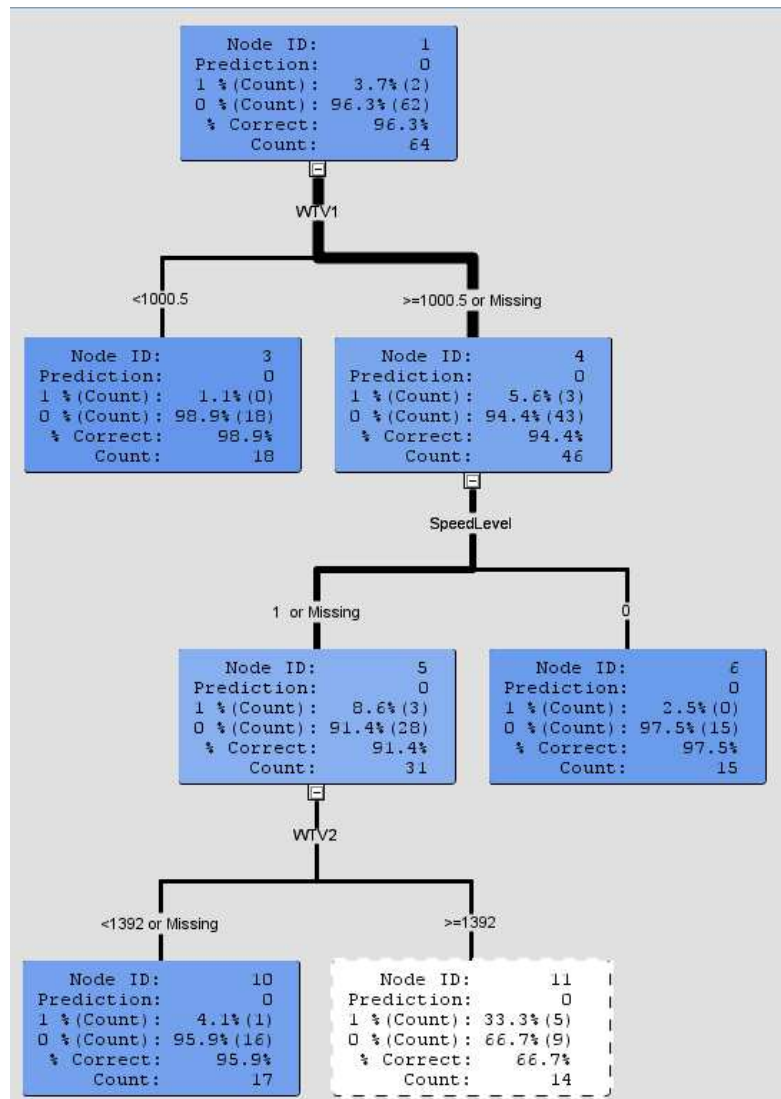 Node ID: 1
Prediction: 0
1 %(Count): 3.7%(2)
0 %(Count): 96.3%(62)
% Correct: 96.3%
Count: 64
WTV1
<1000.5
>=1000.5 or Missing
Node ID: 3
Prediction: 0
1 %(Count): 1.1%(0)
0 %(Count): 98.9%(18)
% Correct: 98.9%
Count: 18
Node ID: 4
Prediction: 0
1 %(Count): 5.6%(3)
0 %(Count): 94.4%(43)
% Correct: 94.4%
Count: 46
SpeedLevel
1 or Missing
0
Node ID: 5
Prediction: 0
1 %(Count): 8.6%(3)
0 %(Count): 91.4%(28)
% Correct: 91.4%
Count: 31
Node ID: 6
Prediction: 0
1 %(Count): 2.5%(0)
0 %(Count): 97.5%(15)
% Correct: 97.5%
Count: 15
WTV2
<1392 or Missing
>=1392
Node ID: 10
Prediction: 0
1 %(Count): 4.1%(1)
0 %(Count): 95.9%(16)
% Correct: 95.9%
Count: 17
Node ID: 11
Prediction: 0
1 %(Count): 33.3%(5)
0 %(Count): 66.7%(9)
% Correct: 66.7%
Count: 14